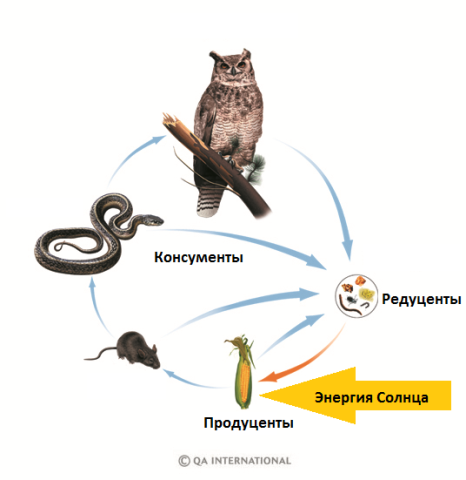 Консументы
Редуценты
Энергия Солнца
Продуценты
© QA INTERNATIONAL